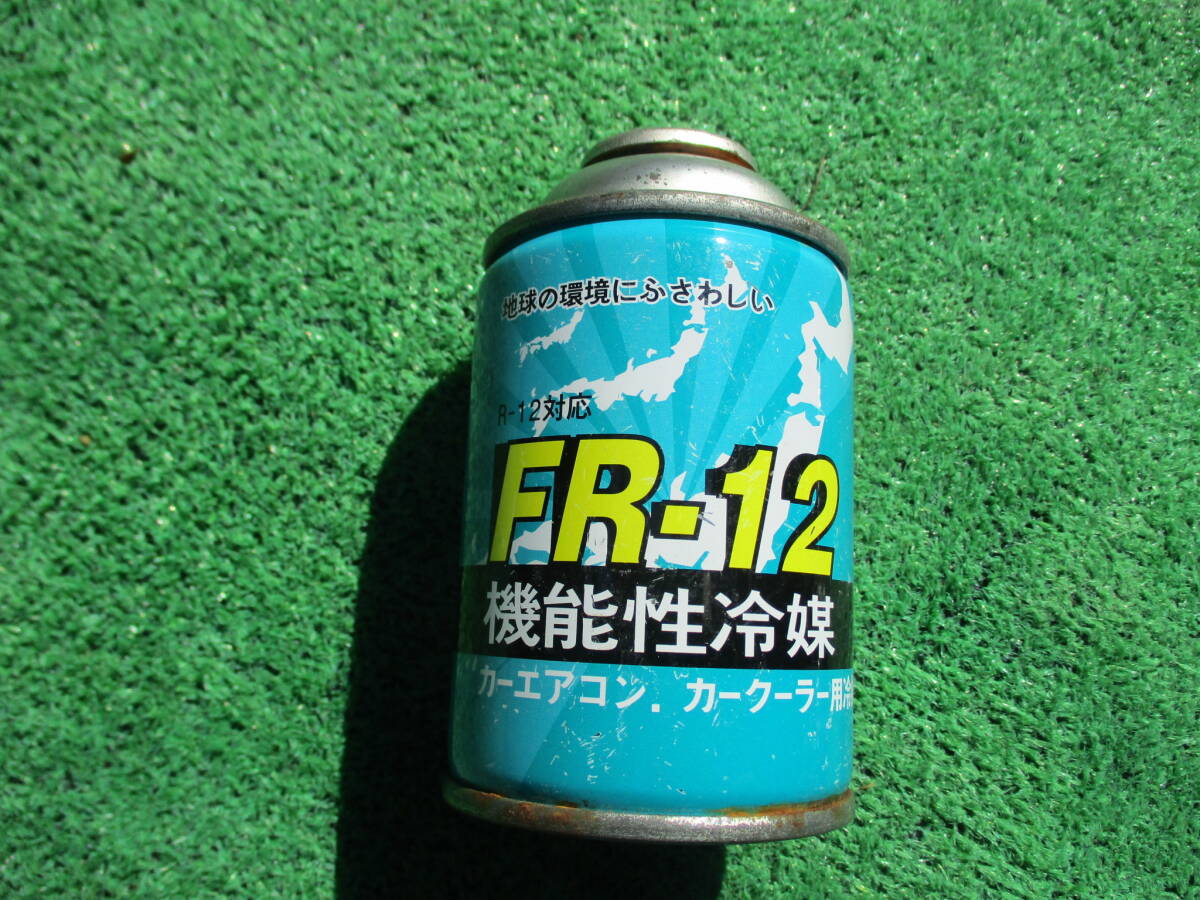 地球の環境にふさわしい
R-12対応
FR-12
機能性冷媒
カーエアコン．カークーラー用冷